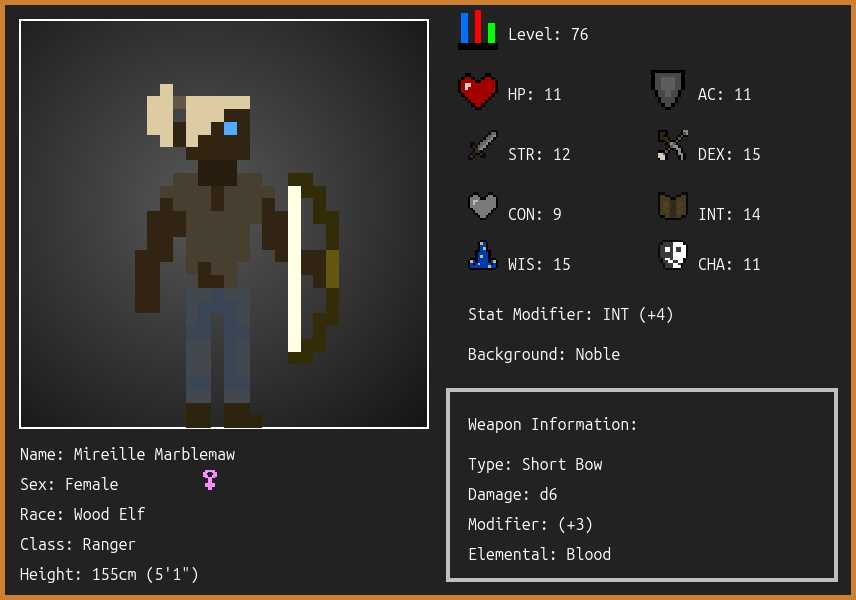 Level: 76
HP: 11
AC: 11
STR: 12
DEX: 15
CON: 9
INT: 14
WIS: 15
CHA: 11
Stat Modifier: INT (+4)
Background: Noble
Weapon Information:
Type: Short Bow
Damage: d6
Modifier: (+3)
Elemental: Blood
Name: Mireille Marblemaw
Sex: Female
Race: Wood Elf
Class: Ranger
Height: 155cm (5'1")